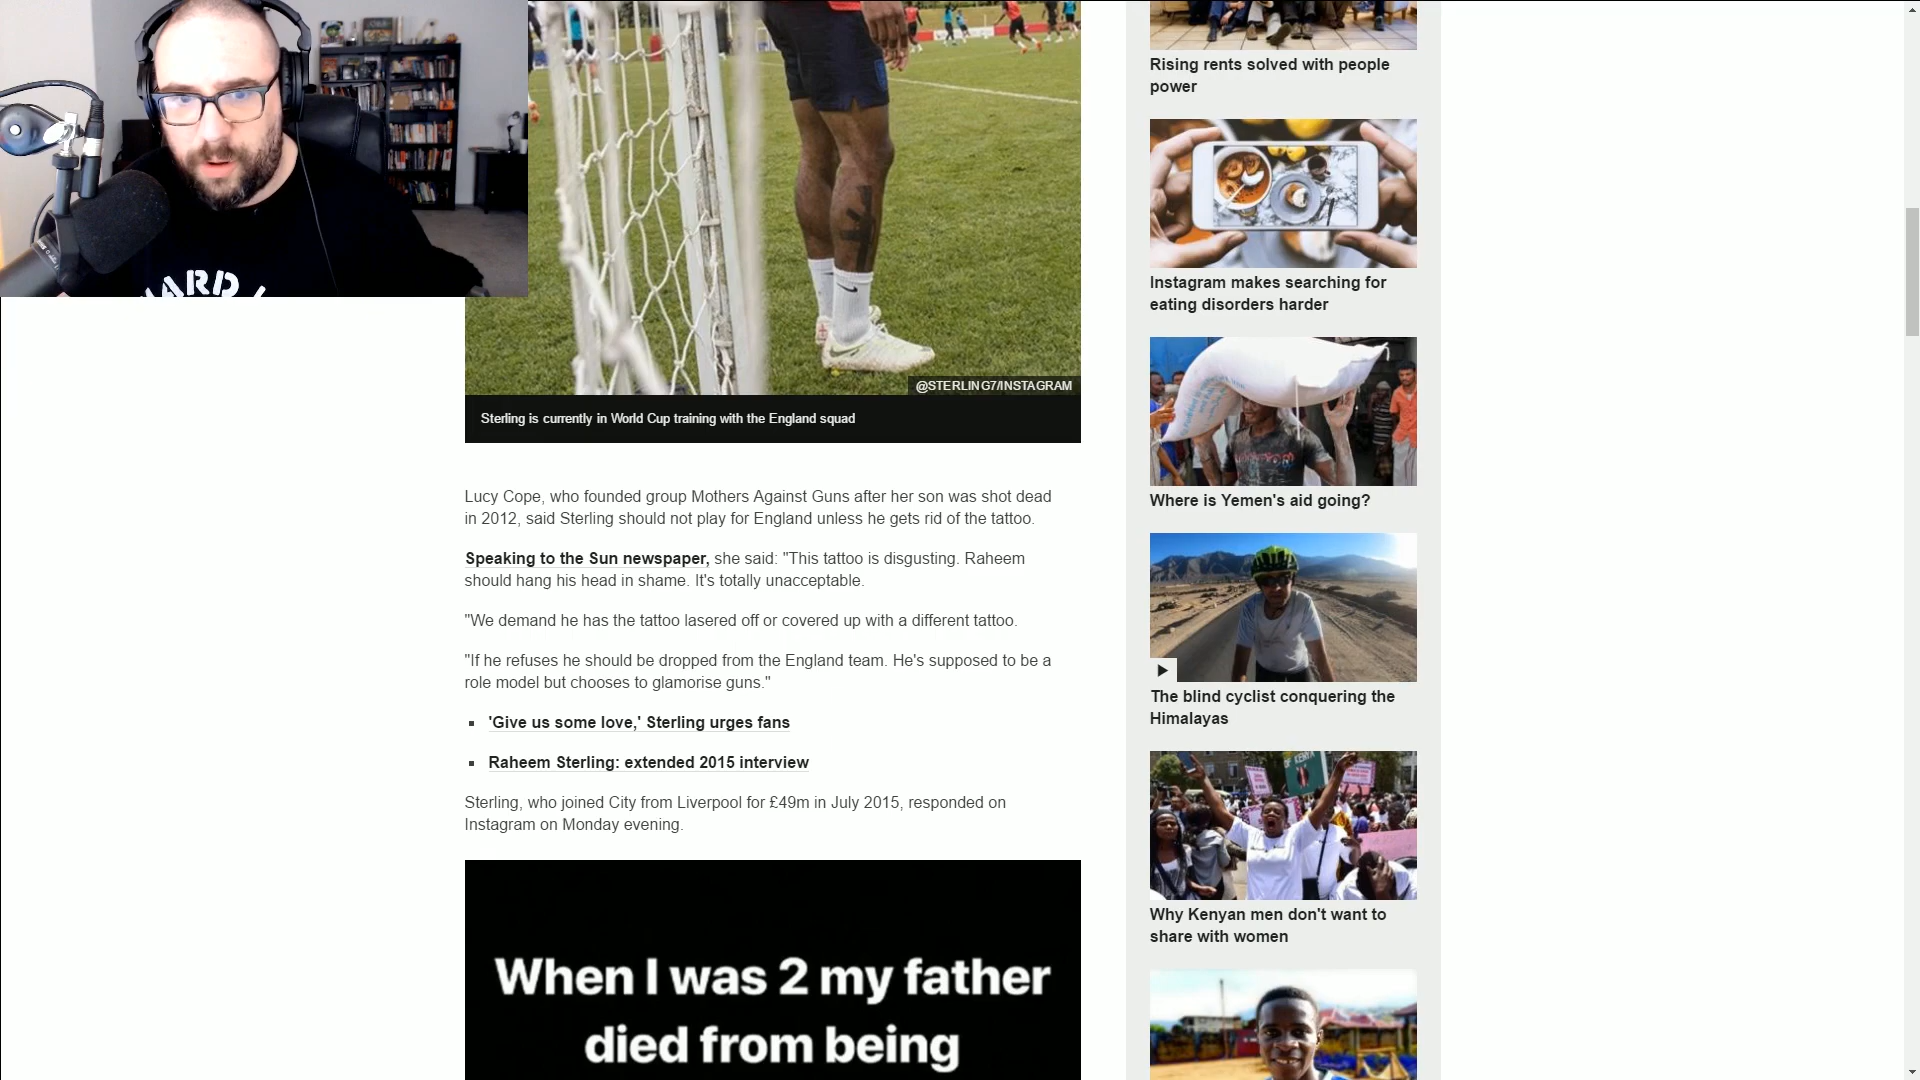 ARD
@STERLING7/INSTAGRAM
Sterling is currently in World Cup training with the England squad
Lucy Cope, who founded group Mothers Against Guns after her son was shot dead
in 2012, said Sterling should not play for England unless he gets rid of the tattoo.
Speaking to the Sun newspaper, she said: "This tattoo is disgusting. Raheem
should hang his head in shame. It's totally unacceptable.
"We demand he has the tattoo lasered off or covered up with a different tattoo.
"If he refuses he should be dropped from the England team. He's supposed to be a
role model but chooses to glamorise guns."
'Give us some love,' Sterling urges fans
Raheem Sterling: extended 2015 interview
Sterling, who joined City from Liverpool for £49m in July 2015, responded on
Instagram on Monday evening.
When I was 2 my father
died from being
Rising rents solved with people
power
Instagram makes searching for
eating disorders harder
Where is Yemen's aid going?
The blind cyclist conquering the
Himalayas
Why Kenyan men don't want to
share with women